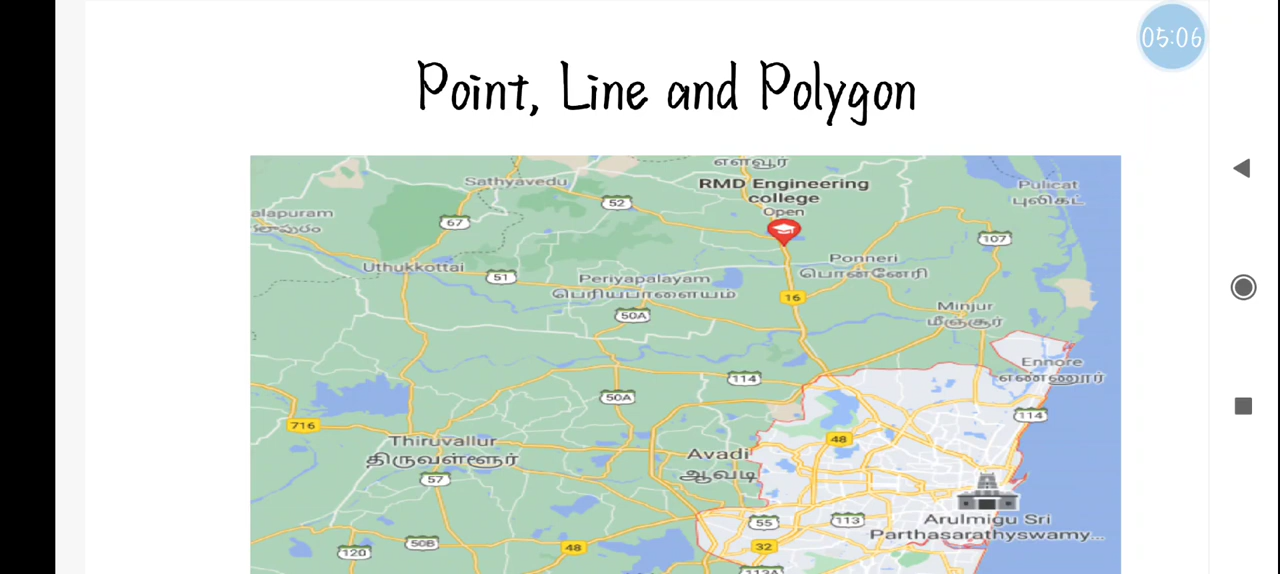 05:06
Point, Line and Polygon
எளவூர்
Sathyavedu
RMD Engineering
college
Open
Pulicat
புலிகட்
52
67
alapuram
107
Uthukkottai
51
Periyapalayam
பெரியபாளையம்
Ponneri
பொன்னேரி
16
50A
Minjur
மீஞ்சூர்
Ennore
எண்ணூர்
114
50A
114
716
48
Thiruvallur
திருவள்ளூர்
Avadi
ஆவடி
57
55
113
Arulmigu Sri
Parthasarathyswamy...
120
50B
48
32
113A